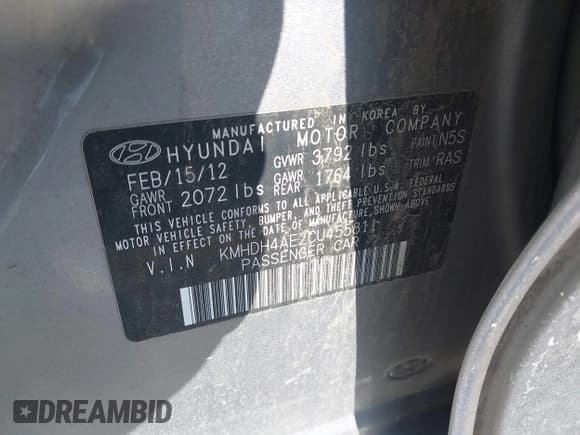 MANUFACTURED IN KOREA BY
HYUNDAI MOTOR COMPANY
FEB/15/12 GVWR 3792 lbs PAINT N5S
GAWR FRONT 2072 lbs GAWR REAR 1764 lbs TRIM RAS
THIS VEHICLE CONFORMS TO ALL APPLICABLE U.S.A. FEDERAL
MOTOR VEHICLE SAFETY, BUMPER, AND THEFT PREVENTION STANDARDS
IN EFFECT ON THE DATE OF MANUFACTURE SHOWN ABOVE.
V.I.N KMHDH4AE2CU45581
PASSENGER CAR
DREAMBID